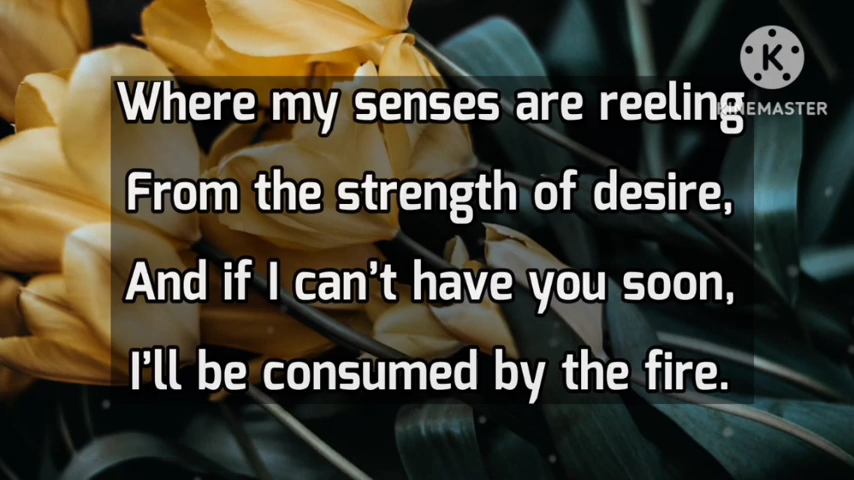 K
KINEMASTER
Where my senses are reeling
From the strength of desire,
And if I can't have you soon,
I'll be consumed by the fire.